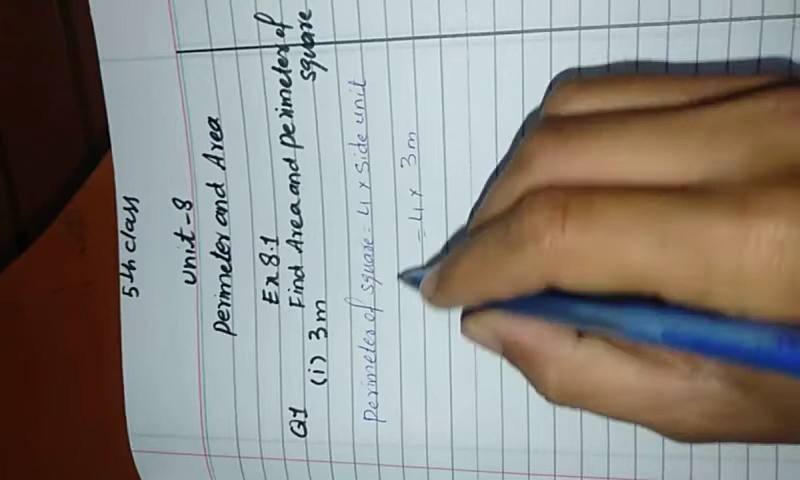 5th class
Unit-8
Perimeter and Area
Ex 8.1
Q1 Find Area and perimeter of
square
(i) 3m
Perimeter of square = 4 x side unit
= 4 x 3m